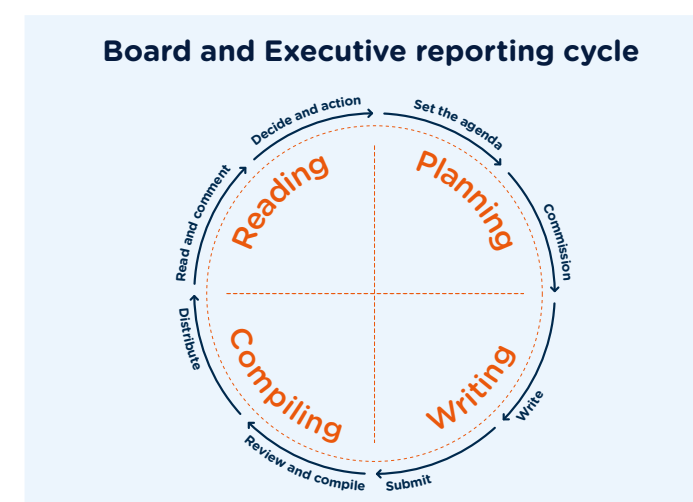 Board and Executive reporting cycle
Set the agenda
Planning
Commission
Write
Writing
Submit
Review and compile
Compiling
Distribute
Read and comment
Reading
Decide and action